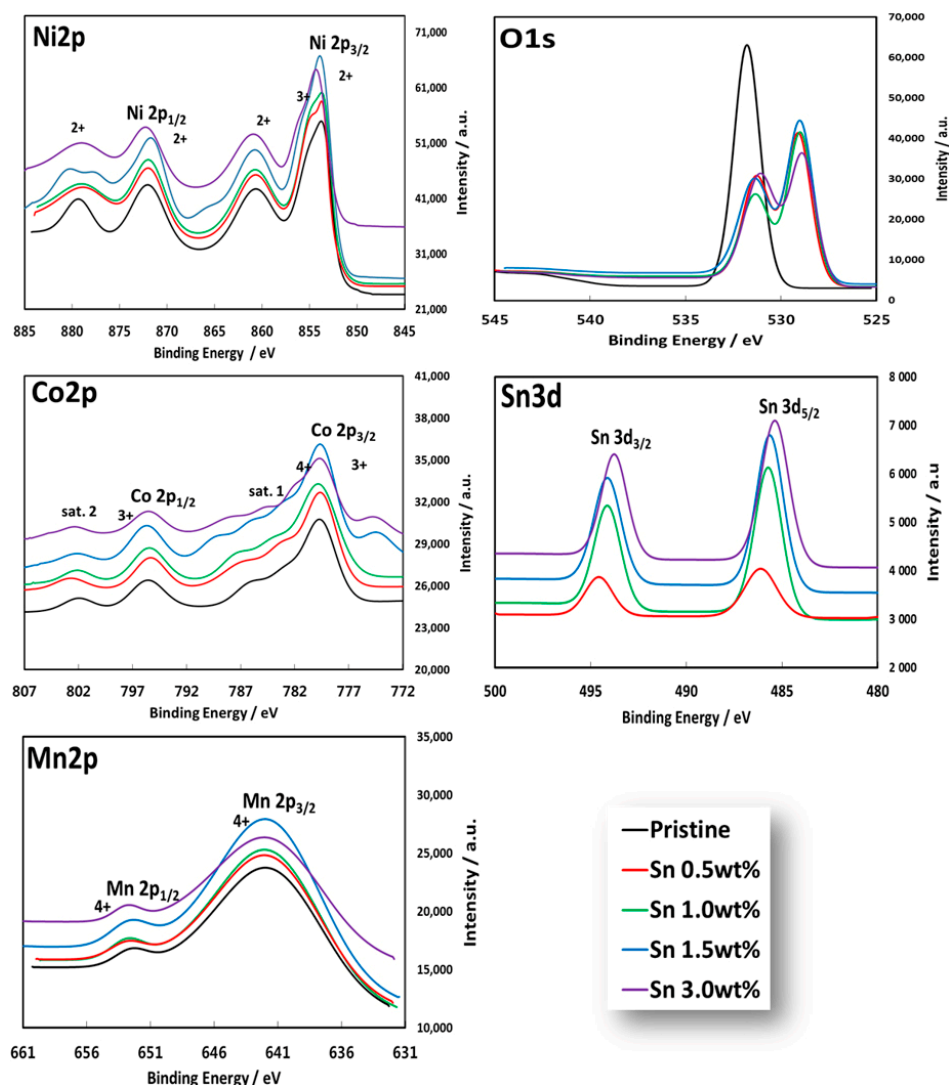 Ni2p
Ni 2p3/2
2+
3+
Ni 2p1/2
2+
2+
2+
71,000
61,000
51,000
41,000
31,000
21,000
Intensity / a.u.
885 880 875 870 865 860 855 850 845
Binding Energy / eV
O1s
70,000
60,000
50,000
40,000
30,000
20,000
10,000
0
Intensity / a.u.
545 535 530 525
Binding Energy / eV
Co2p
Co 2p3/2
4+
3+
sat. 1
Co 2p1/2
3+
sat. 2
41,000
38,000
35,000
32,000
29,000
26,000
23,000
20,000
Intensity / a.u.
807 802 797 792 787 782 777 772
Binding Energy / eV
Sn3d
Sn 3d5/2
Sn 3d3/2
8 000
7 000
6 000
5 000
4 000
3 000
2 000
Intensity / a.u
500 495 490 485 480
Binding Energy / eV
Mn2p
Mn 2p3/2
4+
Mn 2p1/2
4+
35,000
30,000
25,000
20,000
15,000
10,000
Intensity / a.u.
661 656 651 646 641 636 631
Binding Energy / eV
Pristine
Sn 0.5wt%
Sn 1.0wt%
Sn 1.5wt%
Sn 3.0wt%